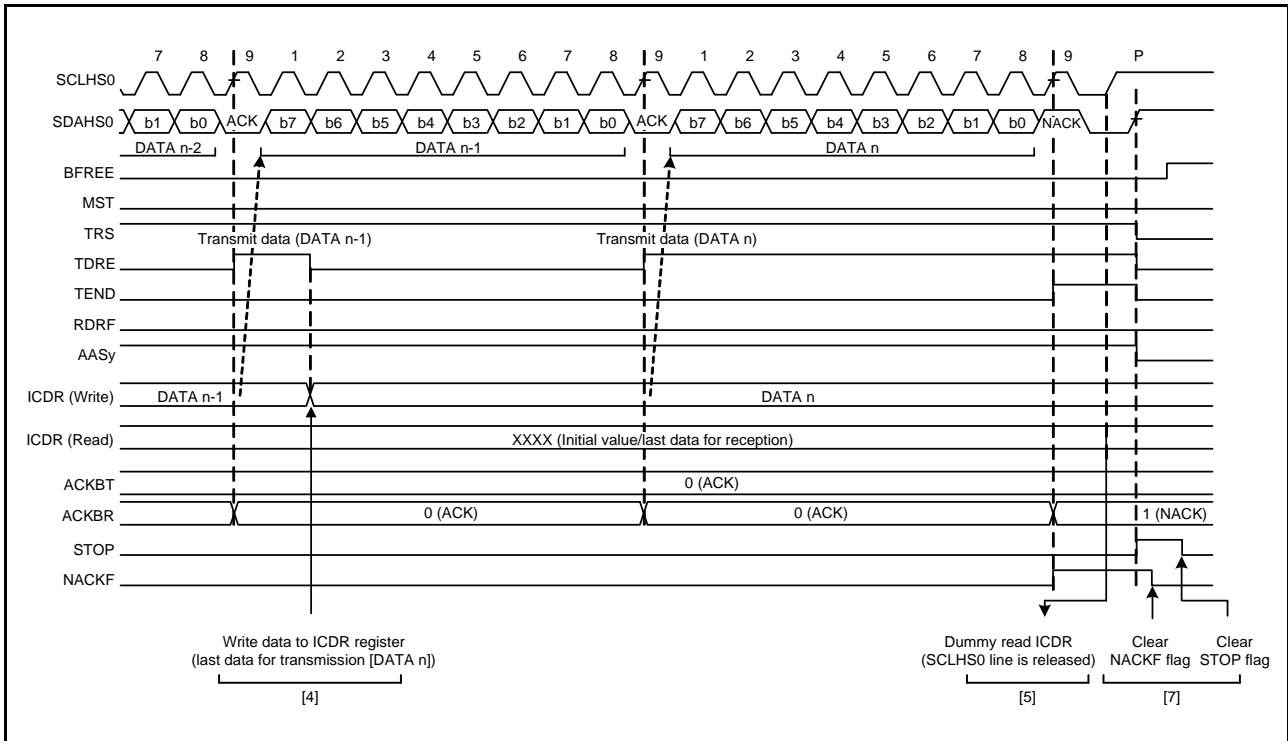 7 8 9 1 2 3 4 5 6 7 8 9 1 2 3 4 5 6 7 8 9 P
SCLHS0
SDAHS0 b1 b0 ACK b7 b6 b5 b4 b3 b2 b1 b0 ACK b7 b6 b5 b4 b3 b2 b1 b0 NACK
DATA n-2 DATA n-1 DATA n
BFREE
MST
TRS
Transmit data (DATA n-1) Transmit data (DATA n)
TDRE
TEND
RDRF
AASy
ICDR (Write) DATA n-1 DATA n
ICDR (Read) XXXX (Initial value/last data for reception)
ACKBT 0 (ACK)
ACKBR 0 (ACK) 0 (ACK) 1 (NACK)
STOP
NACKF
Write data to ICDR register
(last data for transmission [DATA n])
[4]
Dummy read ICDR
(SCLHS0 line is released)
[5]
Clear
NACKF flag
Clear
STOP flag
[7]